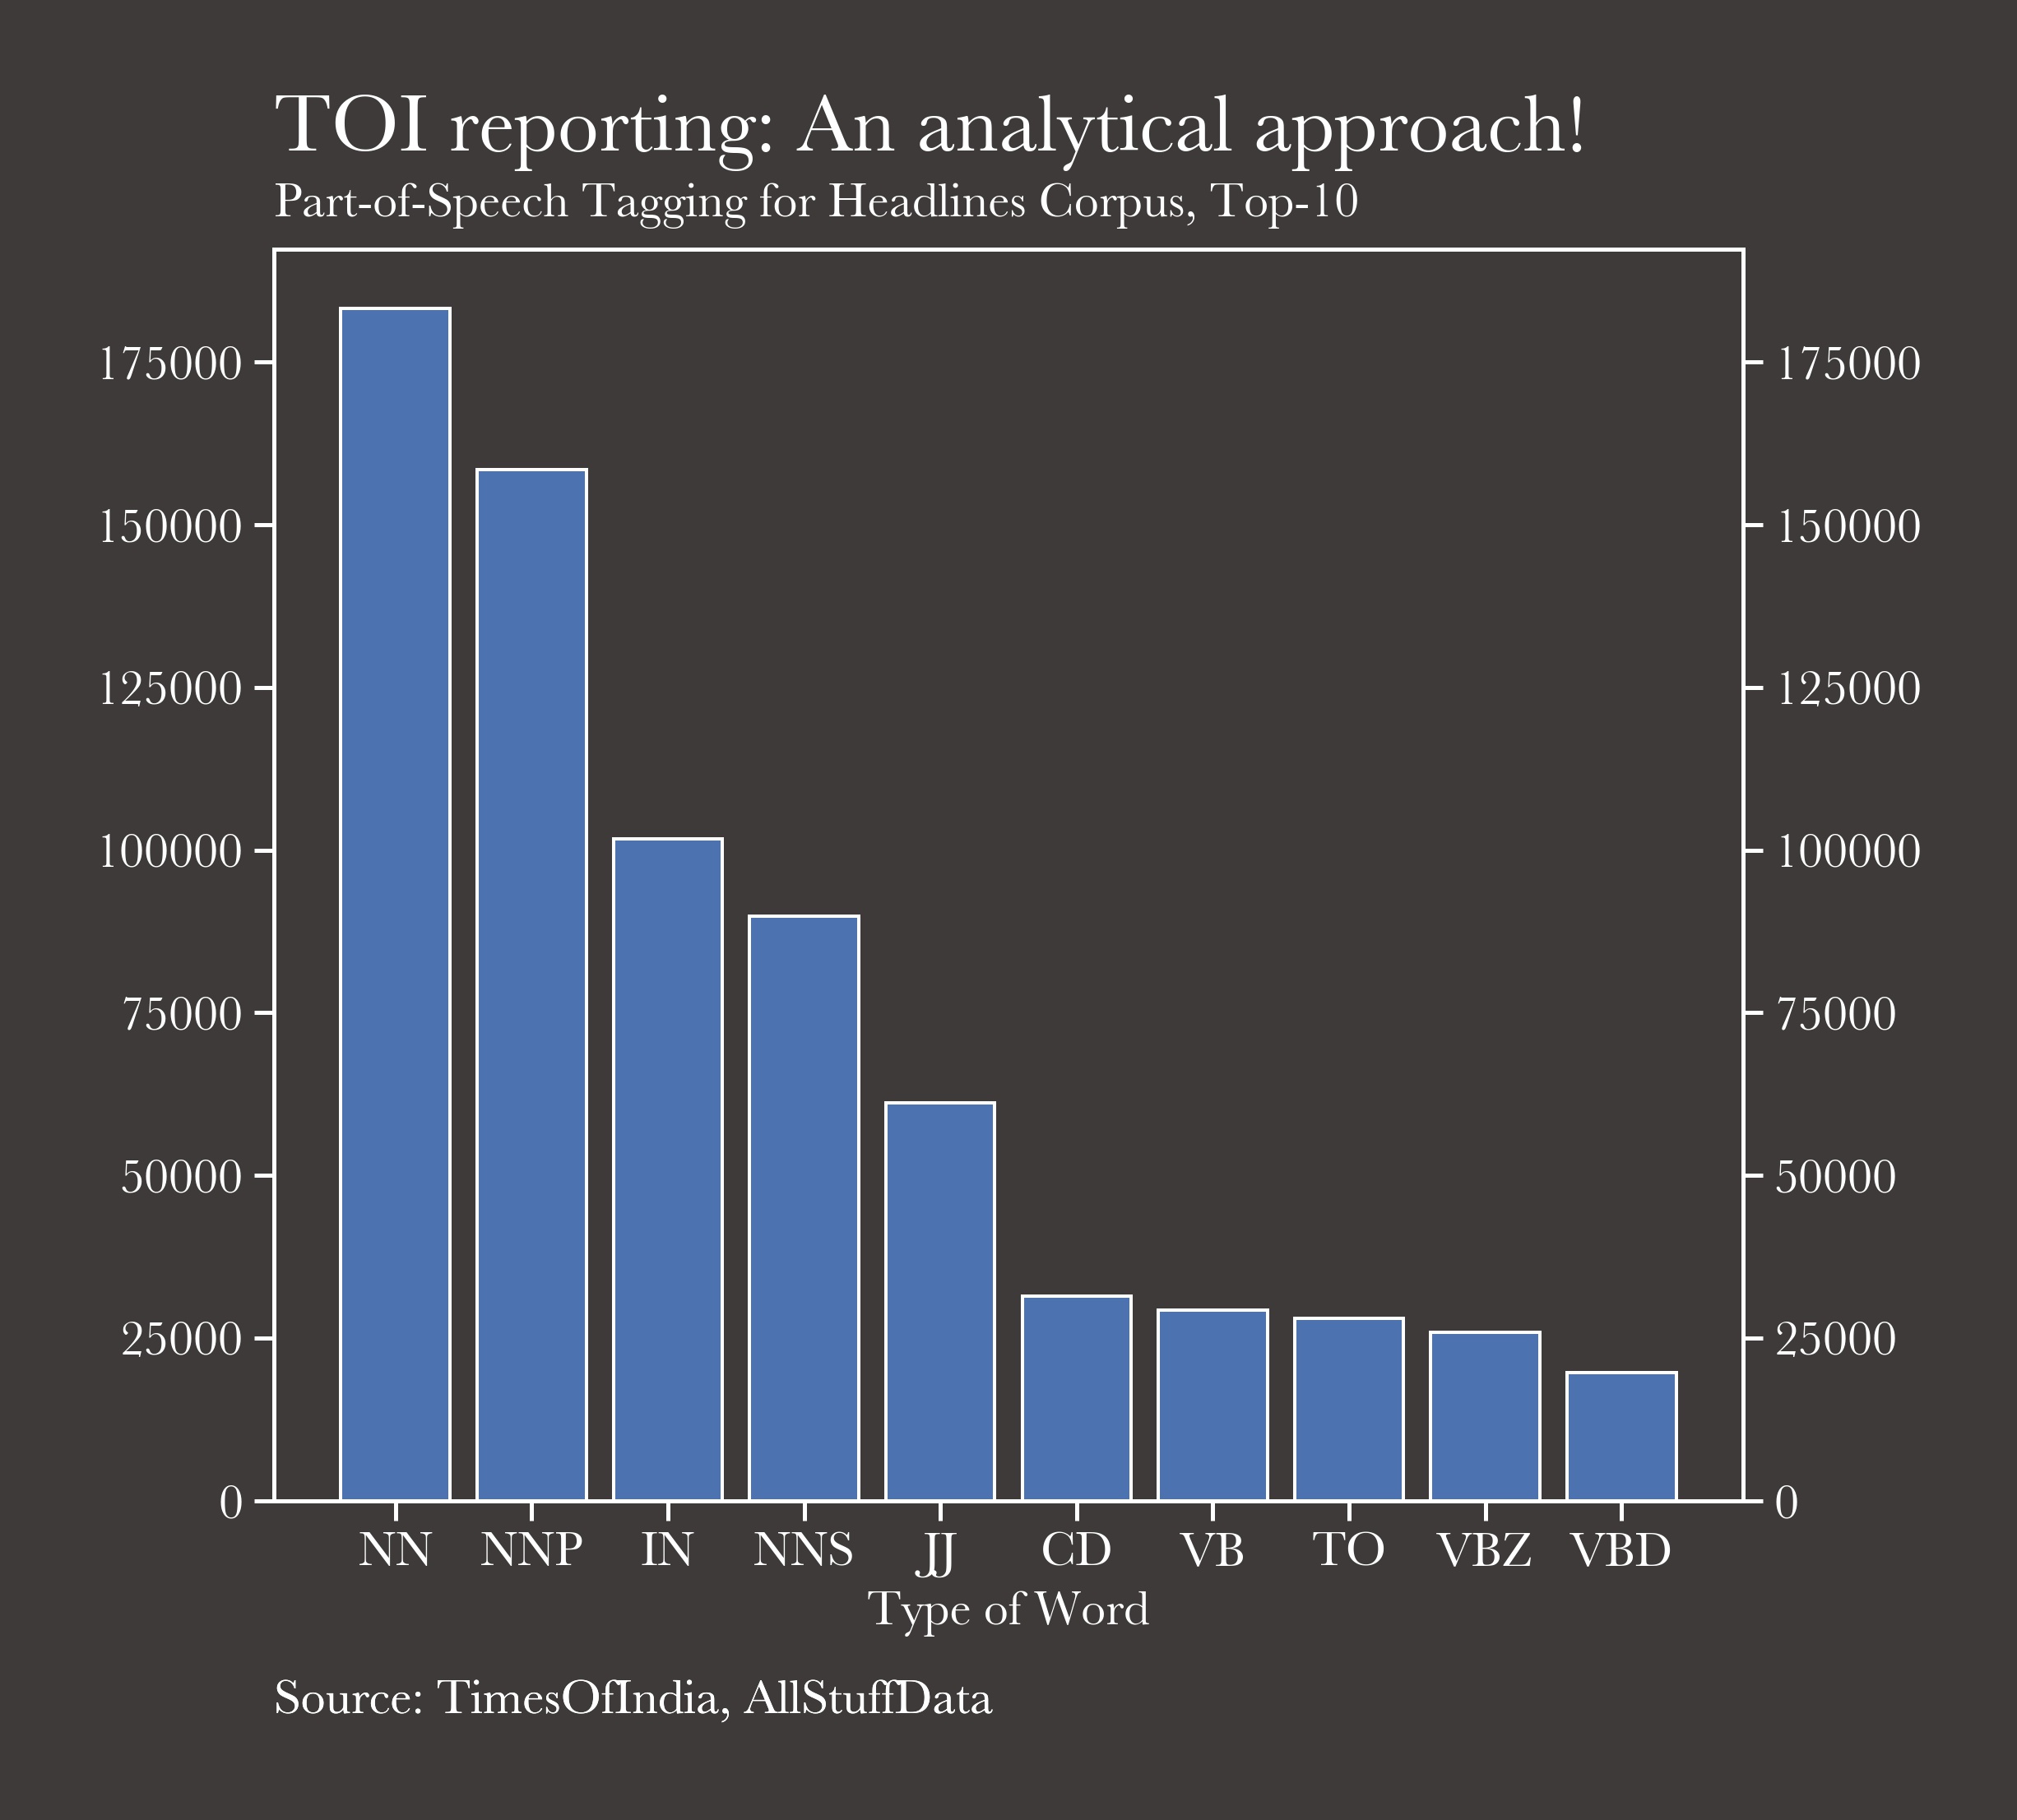 TOI reporting: An analytical approach!
Part-of-Speech Tagging for Headlines Corpus, Top-10
175000 175000
150000 150000
125000 125000
100000 100000
75000 75000
50000 50000
25000 25000
0 0
NN NNP IN NNS JJ CD VB TO VBZ VBD
Type of Word
Source: TimesOfIndia, AllStuffData